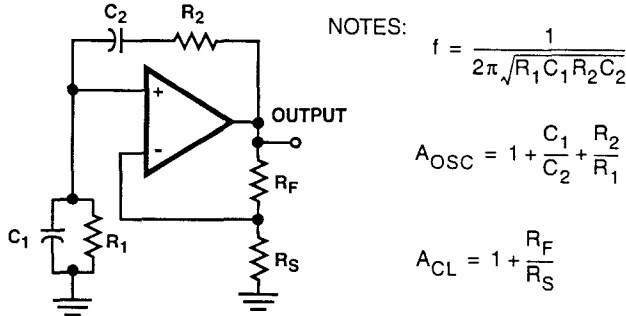 C2 R2
NOTES:
f = 1 / 2π√R1C1R2C2
+
OUTPUT
-
AOSC = 1 + C1/C2 + R2/R1
RF
C1 R1
RS
ACL = 1 + RF/RS